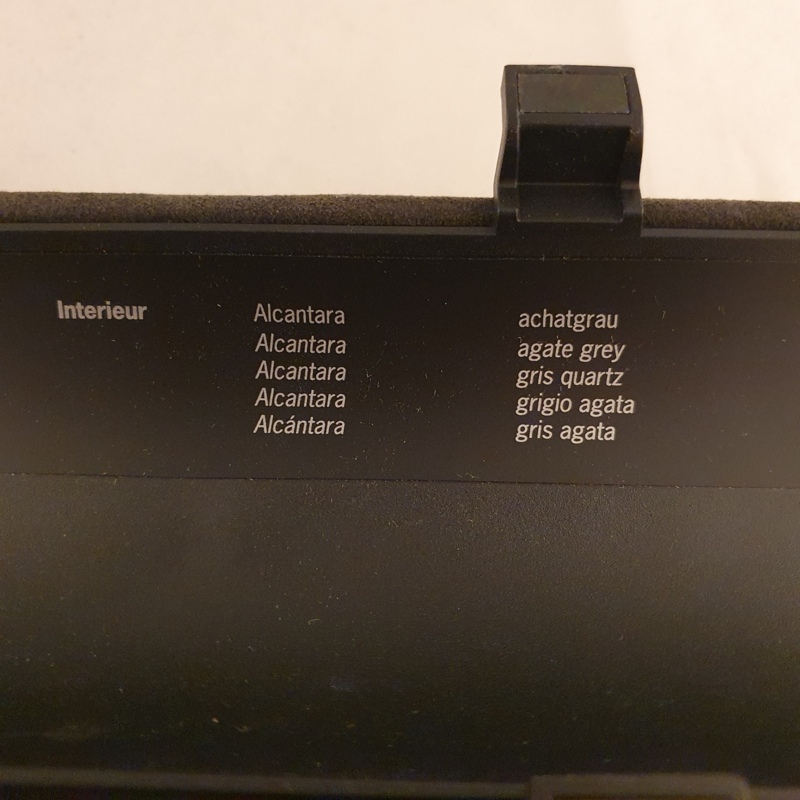 Interieur Alcantara achatgrau
Alcantara agate grey
Alcantara gris quartz
Alcantara grigio agata
Alcántara gris agata